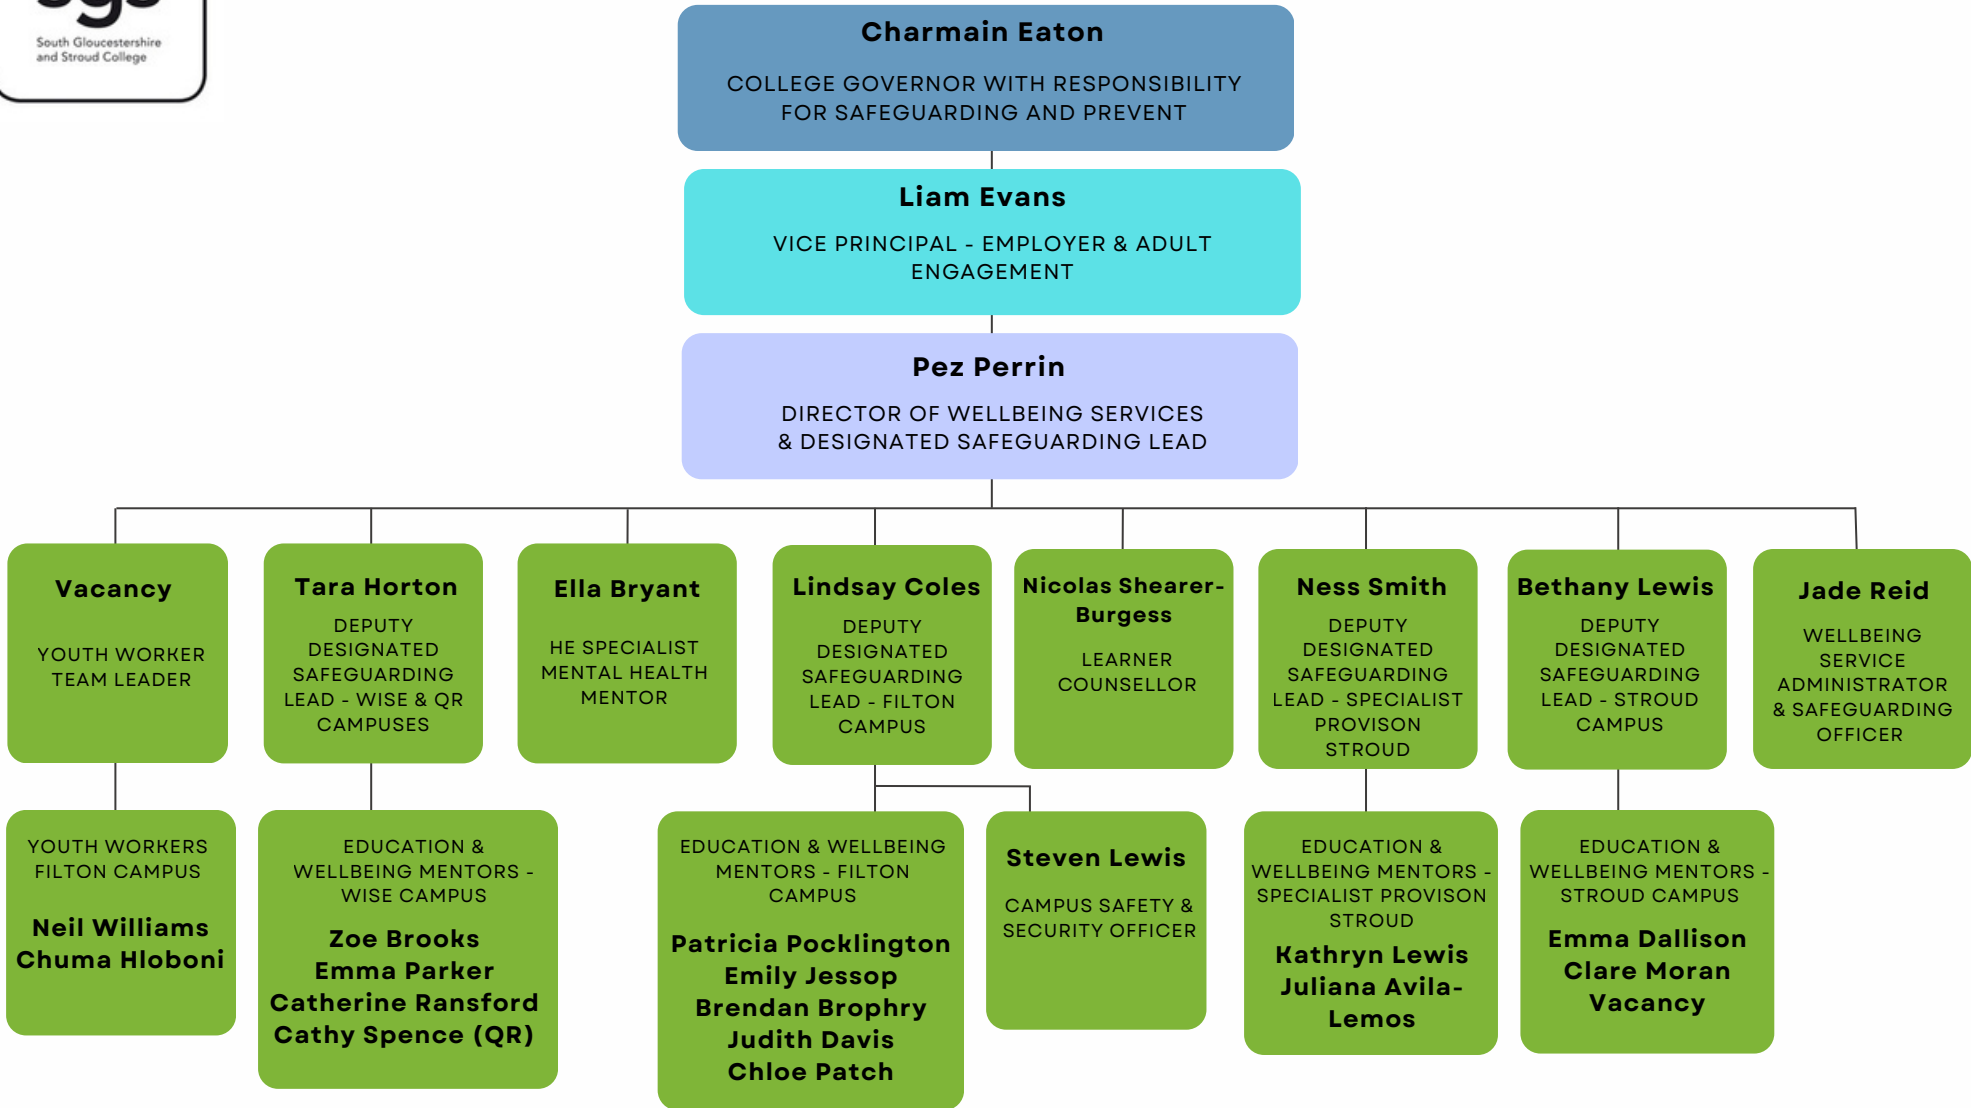 sgs
South Gloucestershire
and Stroud College
Charmain Eaton
COLLEGE GOVERNOR WITH RESPONSIBILITY
FOR SAFEGUARDING AND PREVENT
Liam Evans
VICE PRINCIPAL - EMPLOYER & ADULT
ENGAGEMENT
Pez Perrin
DIRECTOR OF WELLBEING SERVICES
& DESIGNATED SAFEGUARDING LEAD
Vacancy
YOUTH WORKER
TEAM LEADER
Tara Horton
DEPUTY
DESIGNATED
SAFEGUARDING
LEAD - WISE & QR
CAMPUSES
Ella Bryant
HE SPECIALIST
MENTAL HEALTH
MENTOR
Lindsay Coles
DEPUTY
DESIGNATED
SAFEGUARDING
LEAD - FILTON
CAMPUS
Nicolas Shearer-
Burgess
LEARNER
COUNSELLOR
Ness Smith
DEPUTY
DESIGNATED
SAFEGUARDING
LEAD - SPECIALIST
PROVISON
STROUD
Bethany Lewis
DEPUTY
DESIGNATED
SAFEGUARDING
LEAD - STROUD
CAMPUS
Jade Reid
WELLBEING
SERVICE
ADMINISTRATOR
& SAFEGUARDING
OFFICER
YOUTH WORKERS
FILTON CAMPUS
Neil Williams
Chuma Hloboni
EDUCATION &
WELLBEING MENTORS -
WISE CAMPUS
Zoe Brooks
Emma Parker
Catherine Ransford
Cathy Spence (QR)
EDUCATION & WELLBEING
MENTORS - FILTON
CAMPUS
Patricia Pocklington
Emily Jessop
Brendan Brophry
Judith Davis
Chloe Patch
Steven Lewis
CAMPUS SAFETY &
SECURITY OFFICER
EDUCATION &
WELLBEING MENTORS -
SPECIALIST PROVISON
STROUD
Kathryn Lewis
Juliana Avila-
Lemos
EDUCATION &
WELLBEING MENTORS -
STROUD CAMPUS
Emma Dallison
Clare Moran
Vacancy